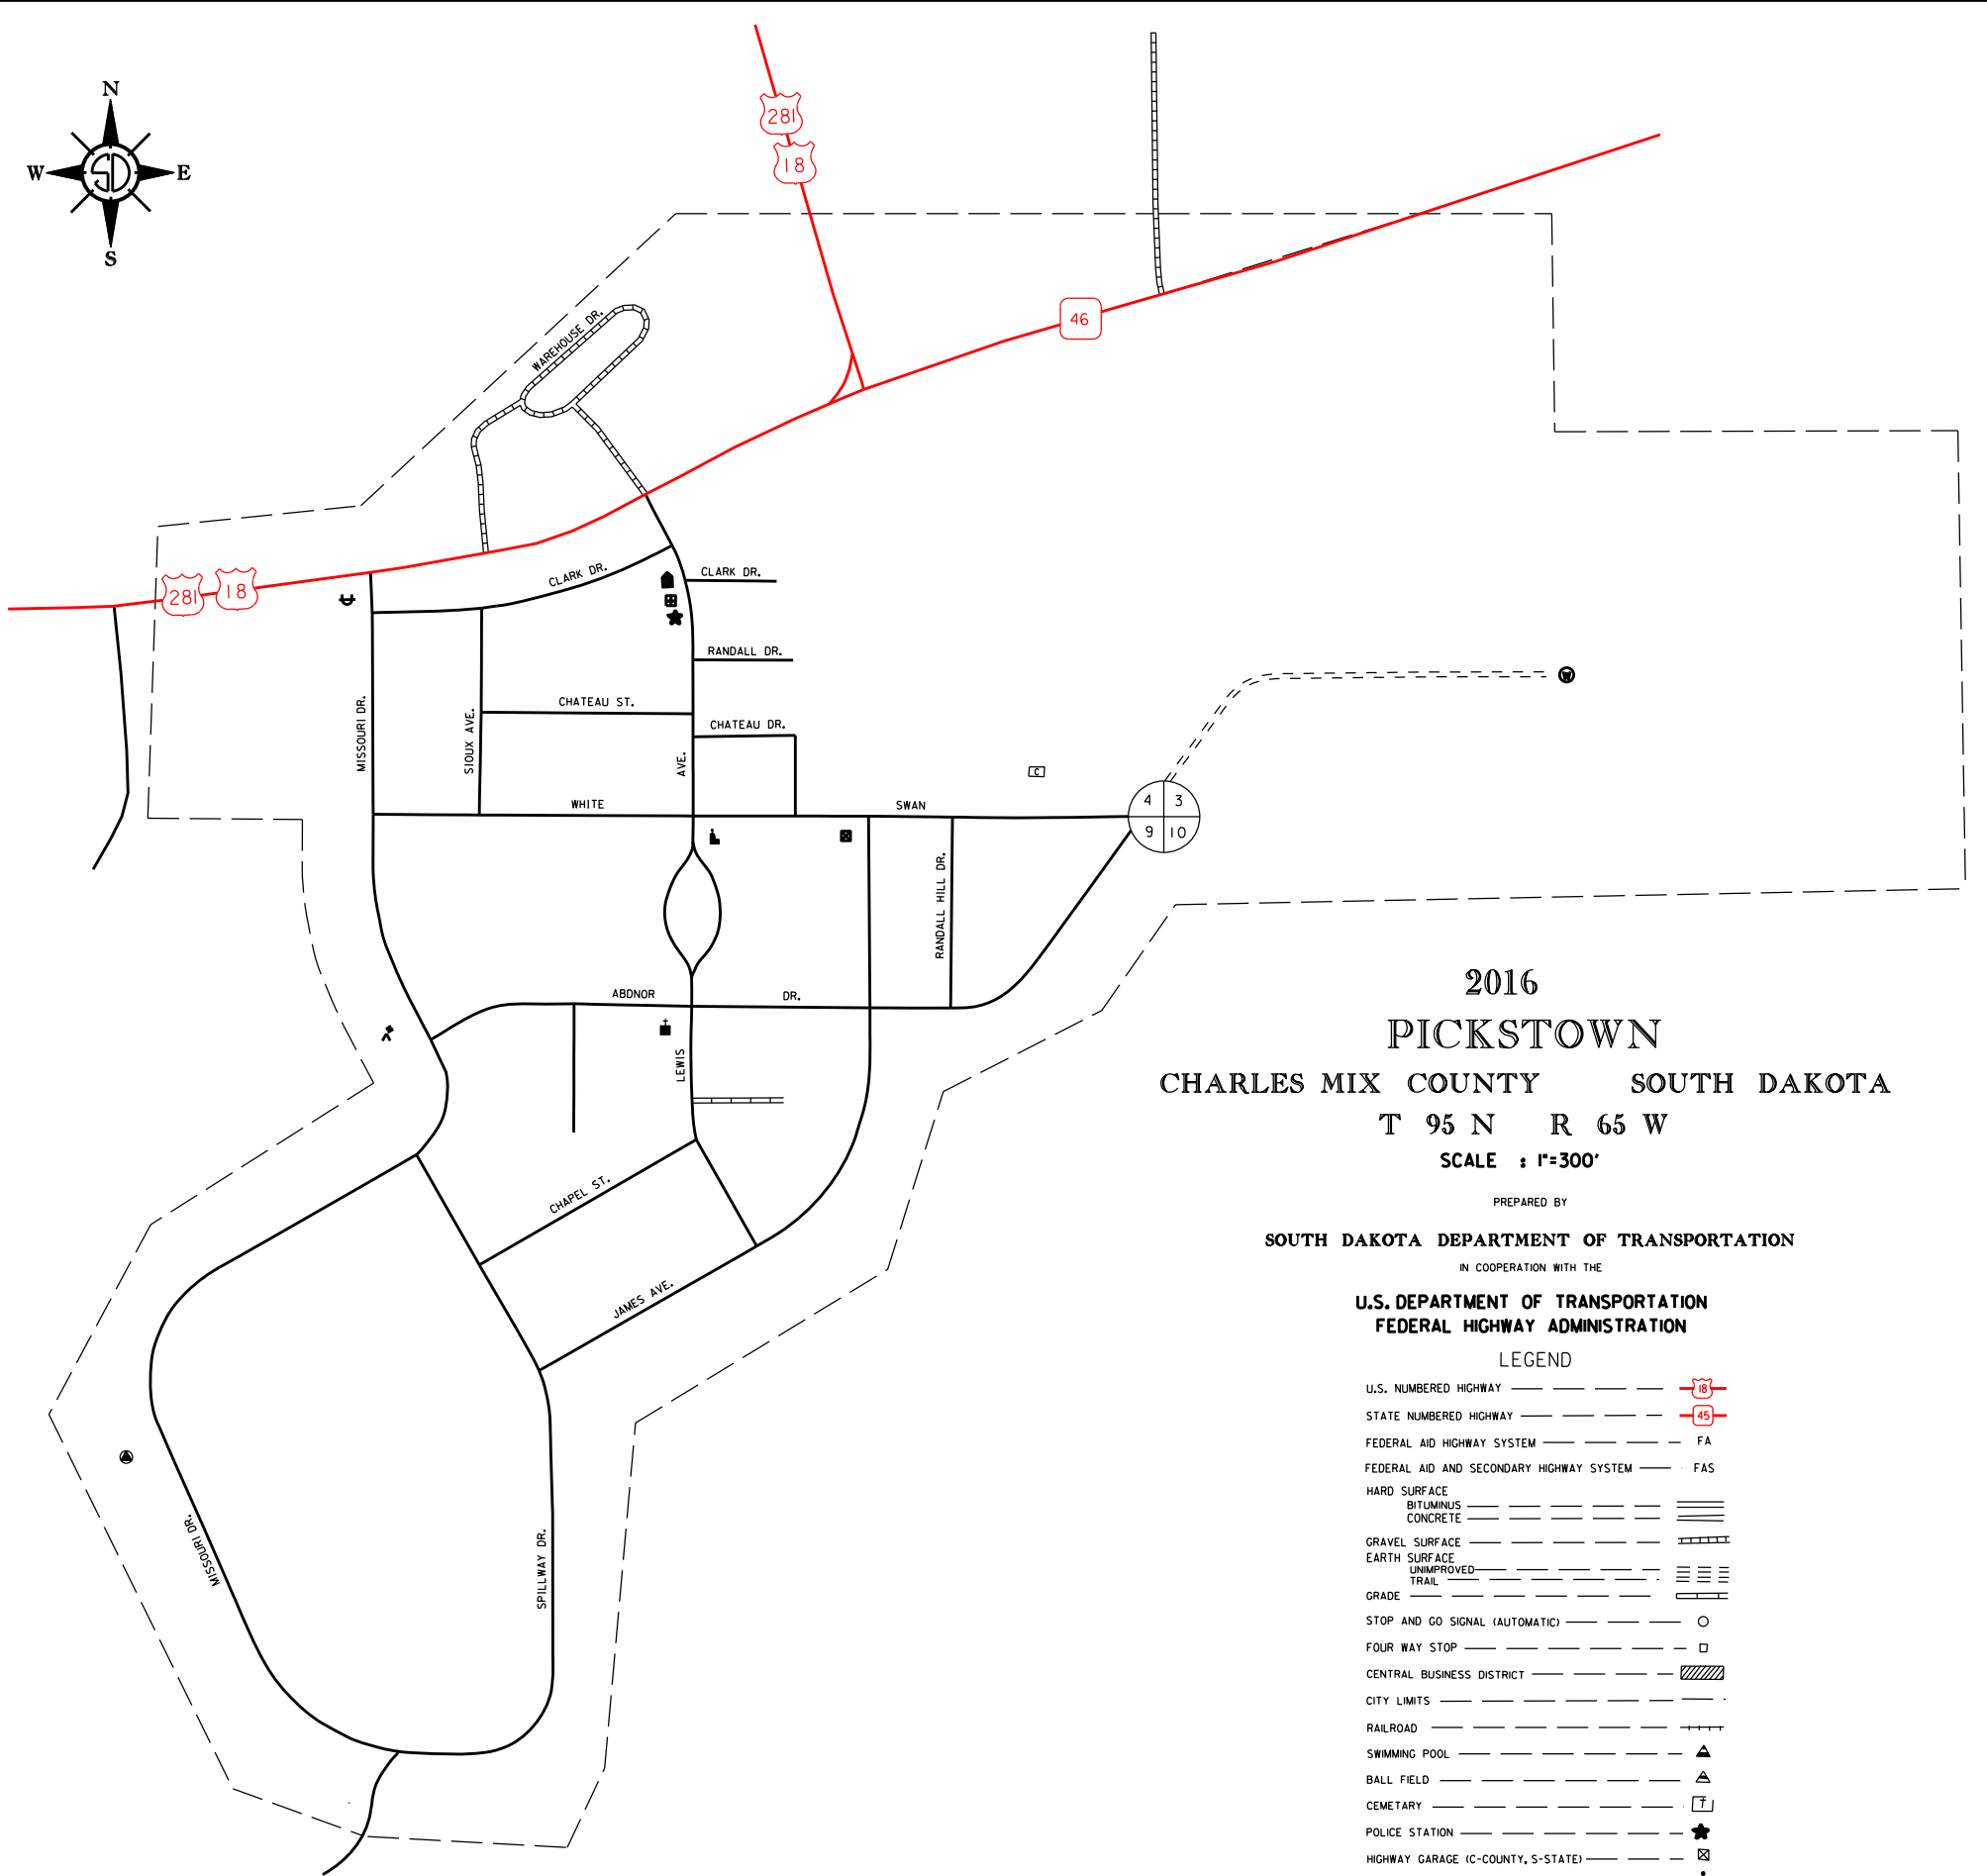 N
W E
S
281
18
46
WAREHOUSE DR.
281
18
CLARK DR.
CLARK DR.
RANDALL DR.
MISSOURI DR.
SIOUX AVE.
CHATEAU ST.
CHATEAU DR.
AVE.
C
WHITE
SWAN
4 3
9 10
RANDALL HILL DR.
ABDNOR
DR.
LEWIS
CHAPEL ST.
JAMES AVE.
MISSOURI DR.
SPILLWAY DR.
2016
PICKSTOWN
CHARLES MIX COUNTY SOUTH DAKOTA
T 95 N R 65 W
SCALE : 1"=300'
PREPARED BY
SOUTH DAKOTA DEPARTMENT OF TRANSPORTATION
IN COOPERATION WITH THE
U.S. DEPARTMENT OF TRANSPORTATION
FEDERAL HIGHWAY ADMINISTRATION
LEGEND
U.S. NUMBERED HIGHWAY 18
STATE NUMBERED HIGHWAY 45
FEDERAL AID HIGHWAY SYSTEM FA
FEDERAL AID AND SECONDARY HIGHWAY SYSTEM FAS
HARD SURFACE
BITUMINUS
CONCRETE
GRAVEL SURFACE
EARTH SURFACE
UNIMPROVED
TRAIL
GRADE
STOP AND GO SIGNAL (AUTOMATIC)
FOUR WAY STOP
CENTRAL BUSINESS DISTRICT
CITY LIMITS
RAILROAD
SWIMMING POOL
BALL FIELD
CEMETARY
POLICE STATION
HIGHWAY GARAGE (C-COUNTY, S-STATE)